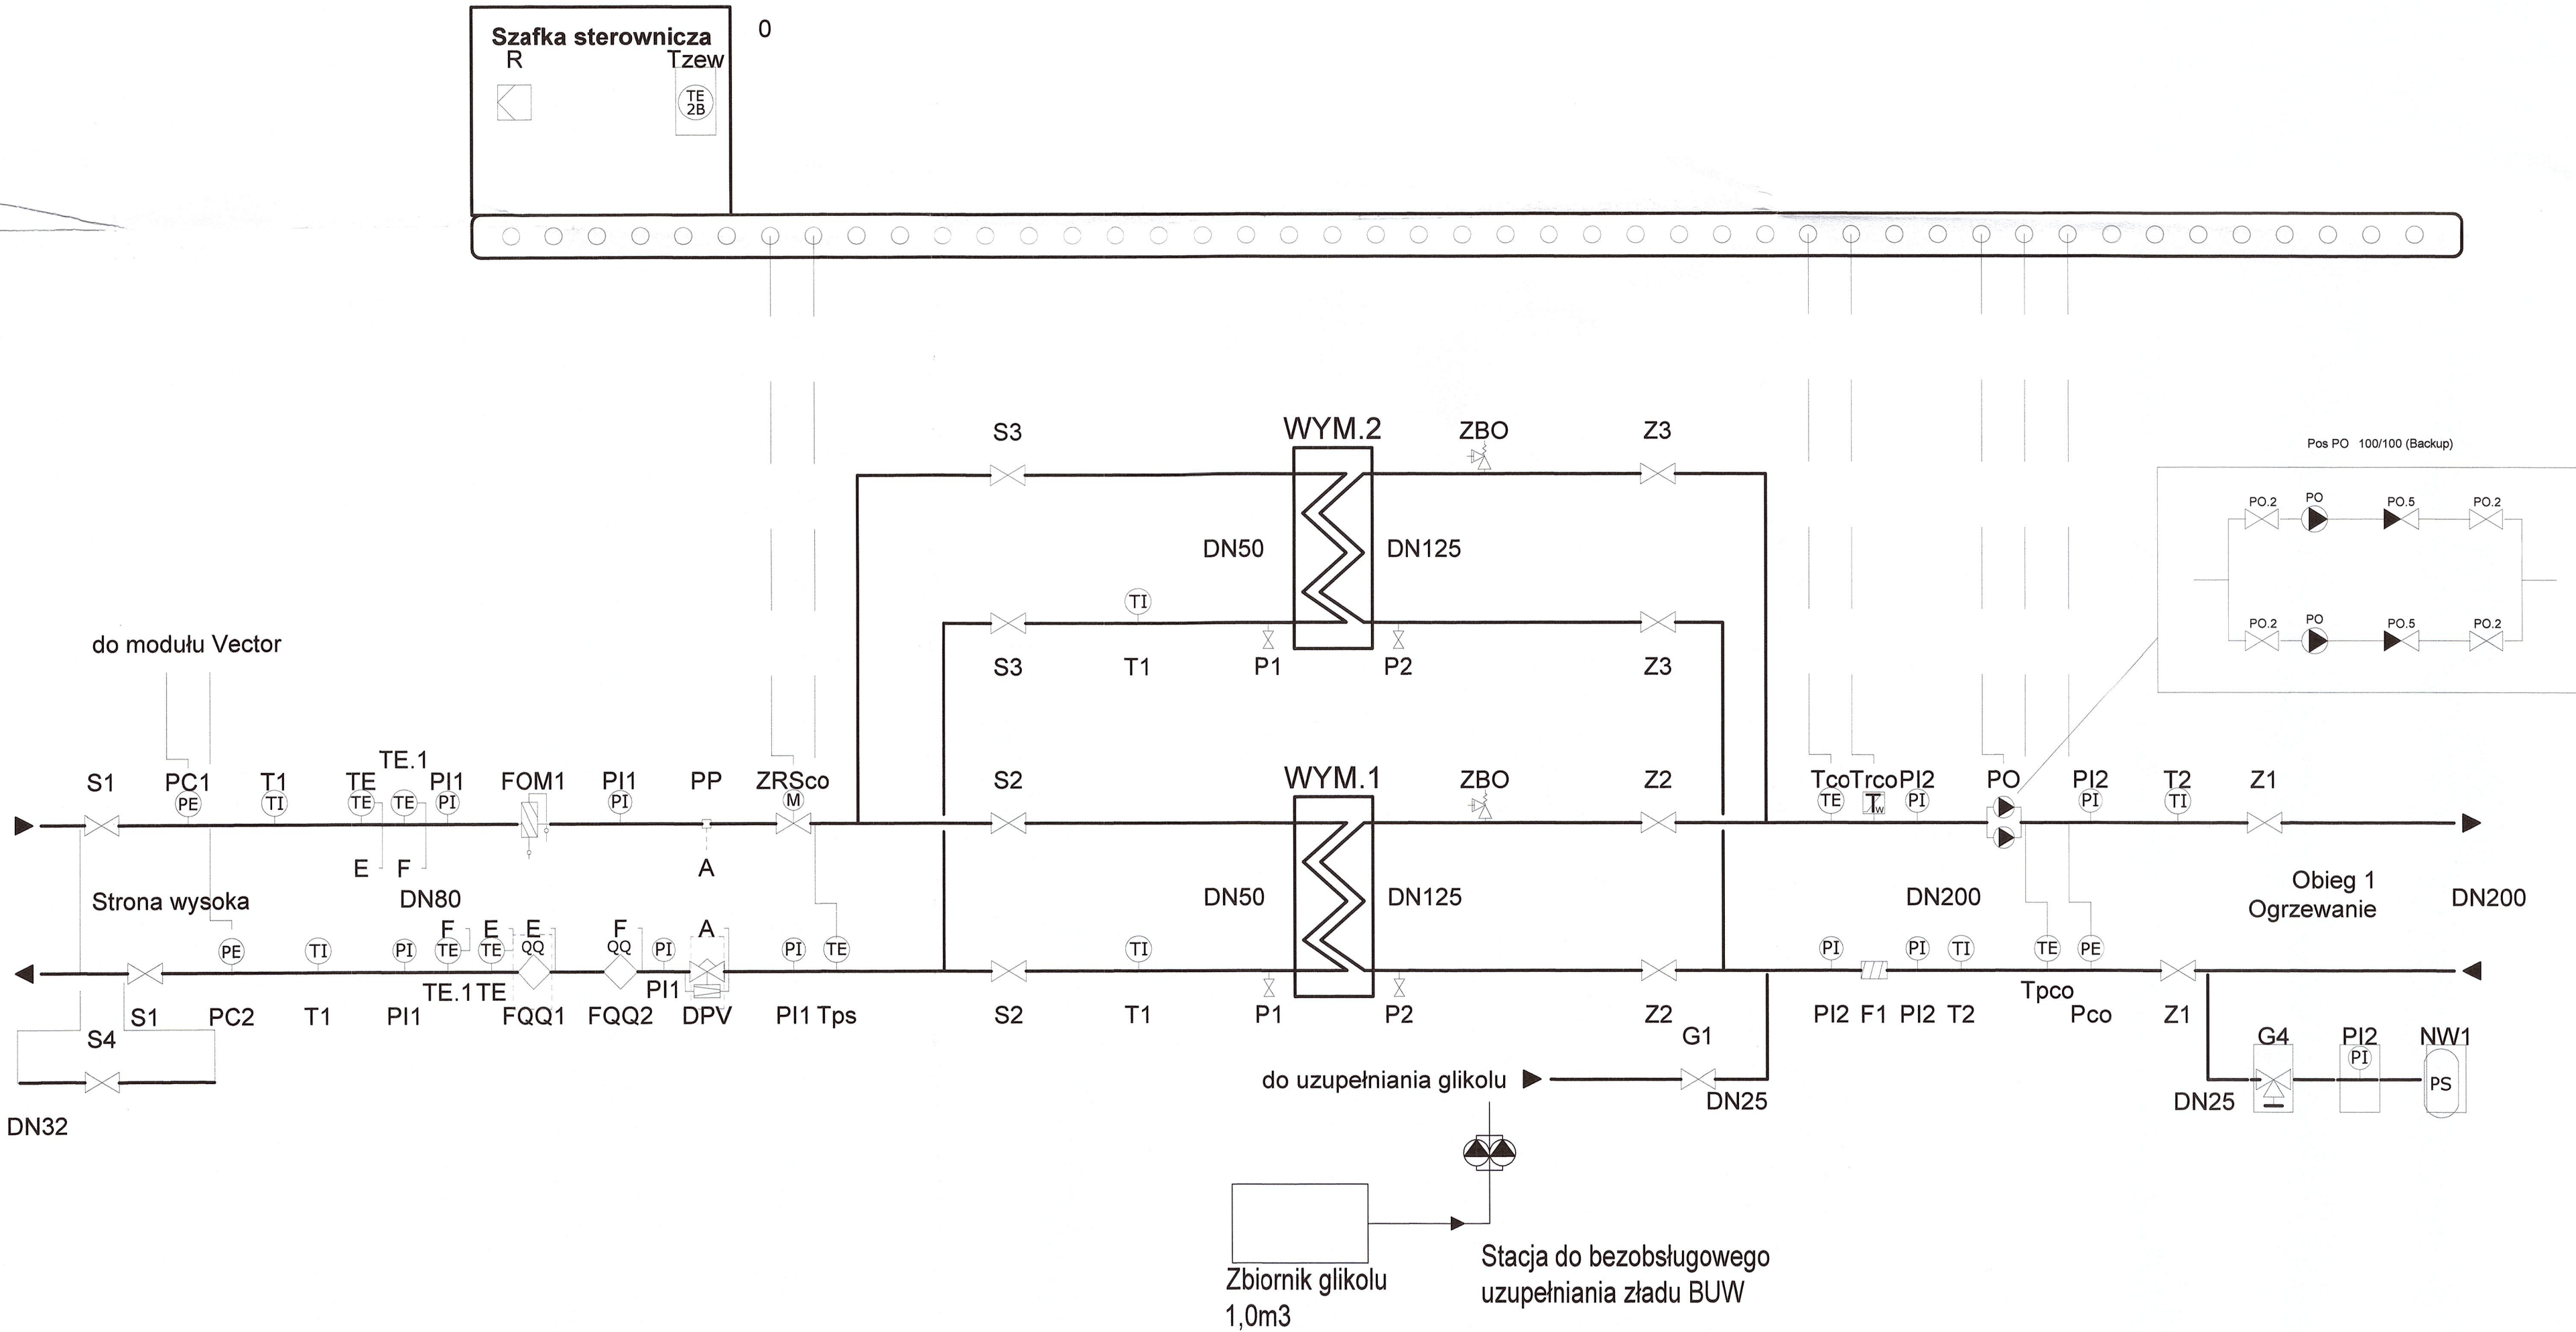 Szafka sterownicza
0
R Tzew
TE
2B
S3 WYM.2 ZBO Z3
Pos PO 100/100 (Backup)
PO.2 PO PO.5 PO.2
DN50 DN125
TI
PO.2 PO PO.5 PO.2
do modułu Vector
S3 T1 P1 P2 Z3
TE.1
S1 PC1 T1 TE PI1 FOM1 PI1 PP ZRSco S2 WYM.1 ZBO Z2 Tco Trco PI2 PO PI2 T2 Z1
PE TI TE TE PI PI M TE Tw PI PI TI
E F A
Strona wysoka DN80 DN50 DN125 DN200 Obieg 1 DN200
Ogrzewanie
F E E F A
PE TI PI TE TE QQ QQ PI PI TE TI PI PI TI TE PE
TE.1 TE PI1 Tpco
S1 PC2 T1 PI1 FQQ1 FQQ2 DPV PI1 Tps S2 T1 P1 P2 Z2 PI2 F1 PI2 T2 Pco Z1
S4 G1 G4 PI2 NW1
PI
do uzupełniania glikolu PS
DN25 DN25
DN32
Stacja do bezobsługowego
uzupełniania zładu BUW
Zbiornik glikolu
1,0m3